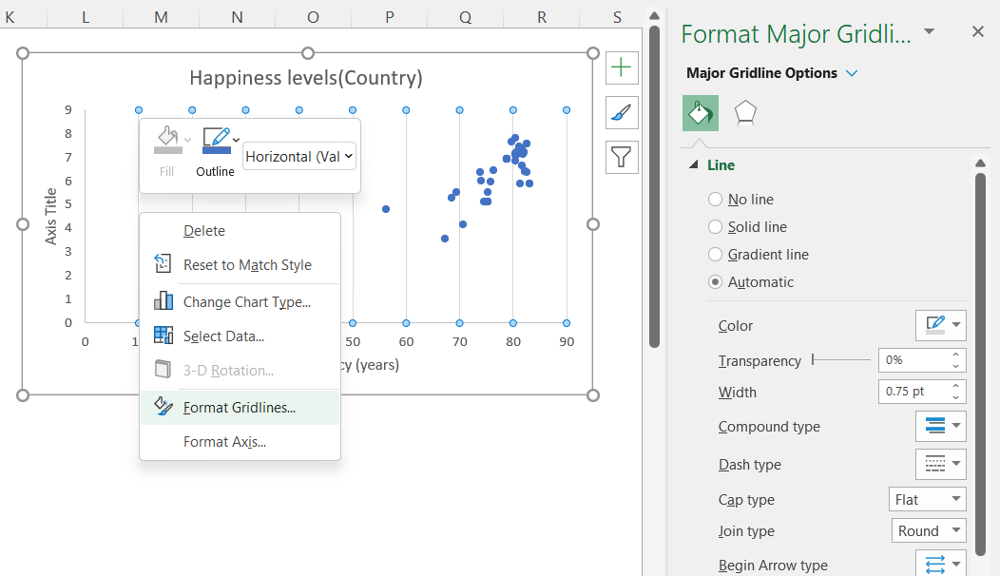 K L M N O P Q R S
Format Major Gridli...
Major Gridline Options
Happiness levels(Country)
9
8
7
6
5
4
3
2
1
0
Axis Title
0 1 50 60 70 80 90
cy (years)
Fill
Outline
Horizontal (Val
Delete
Reset to Match Style
Change Chart Type...
Select Data...
3-D Rotation...
Format Gridlines...
Format Axis...
Line
No line
Solid line
Gradient line
Automatic
Color
Transparency 0%
Width 0.75 pt
Compound type
Dash type
Cap type Flat
Join type Round
Begin Arrow type